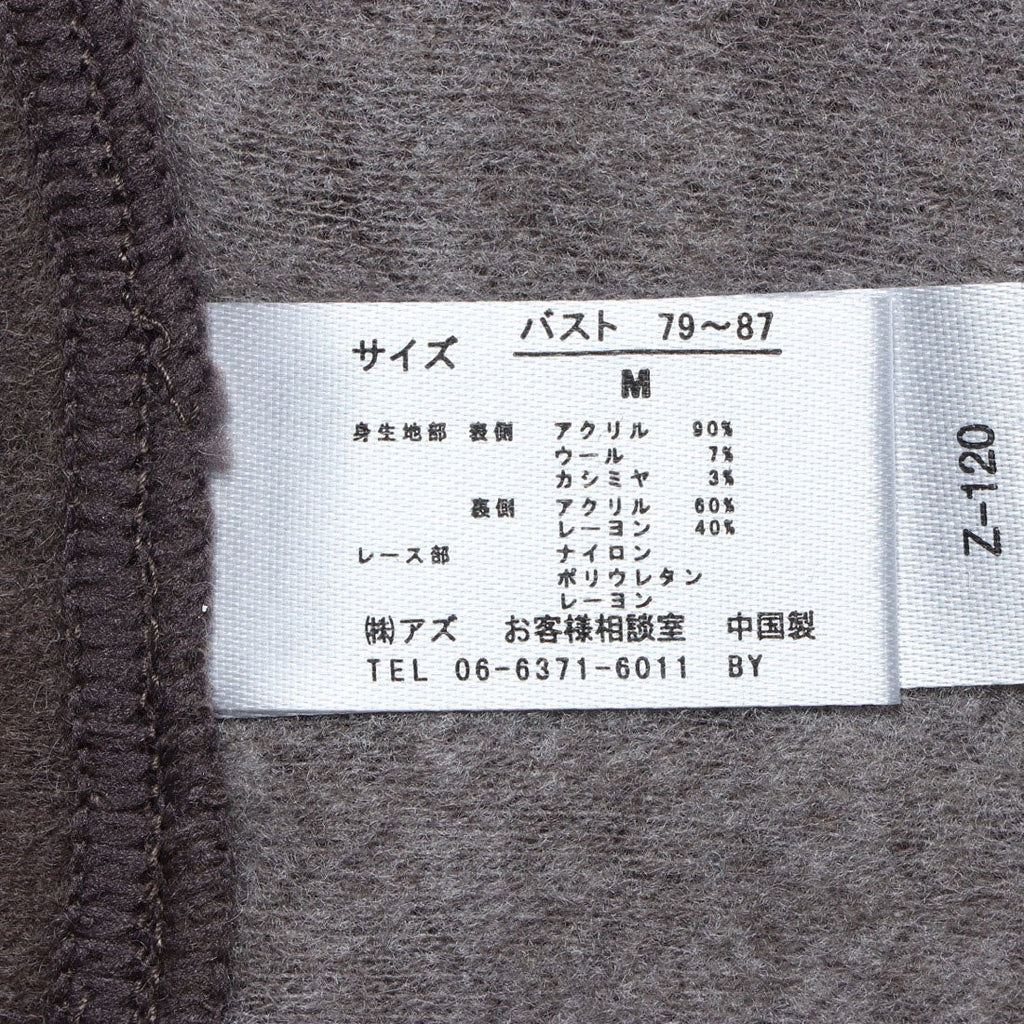 サイズ バスト 79～87
M
身生地部 表側 アクリル 90%
ウール 7%
カシミヤ 3%
裏側 アクリル 60%
レーヨン 40%
レース部 ナイロン
ポリウレタン
レーヨン
㈱アズ お客様相談室 中国製
TEL 06-6371-6011 BY
Z-120